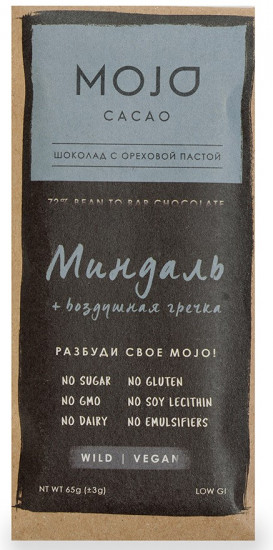 MOJO
CACAO
ШОКОЛАД С ОРЕХОВОЙ ПАСТОЙ
72% BEAN TO BAR CHOCOLATE
Миндаль
+ воздушная гречка
РАЗБУДИ СВОЕ MOJO!
NO SUGAR NO GLUTEN
NO GMO NO SOY LECITHIN
NO DAIRY NO EMULSIFIERS
WILD | VEGAN
NT WT 65g (±3g) LOW GI